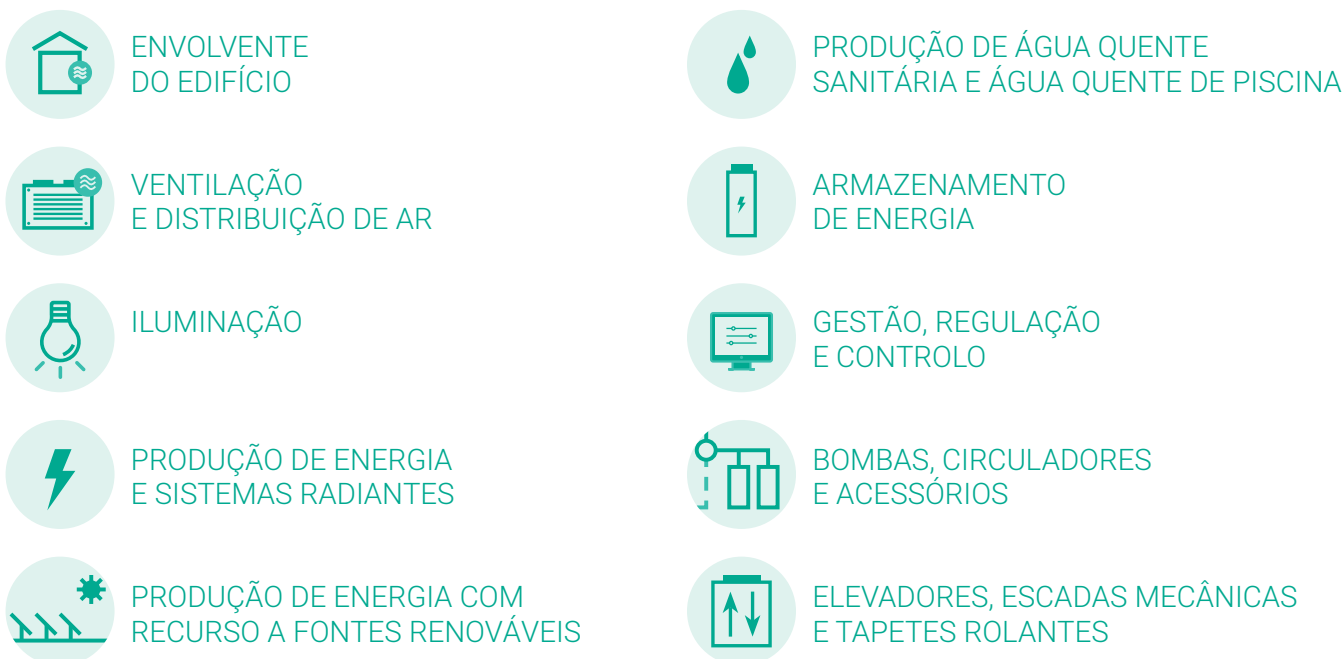 ENVOLVENTE
DO EDIFÍCIO
VENTILAÇÃO
E DISTRIBUIÇÃO DE AR
ILUMINAÇÃO
PRODUÇÃO DE ENERGIA
E SISTEMAS RADIANTES
PRODUÇÃO DE ENERGIA COM
RECURSO A FONTES RENOVÁVEIS
PRODUÇÃO DE ÁGUA QUENTE
SANITÁRIA E ÁGUA QUENTE DE PISCINA
ARMAZENAMENTO
DE ENERGIA
GESTÃO, REGULAÇÃO
E CONTROLO
BOMBAS, CIRCULADORES
E ACESSÓRIOS
ELEVADORES, ESCADAS MECÂNICAS
E TAPETES ROLANTES